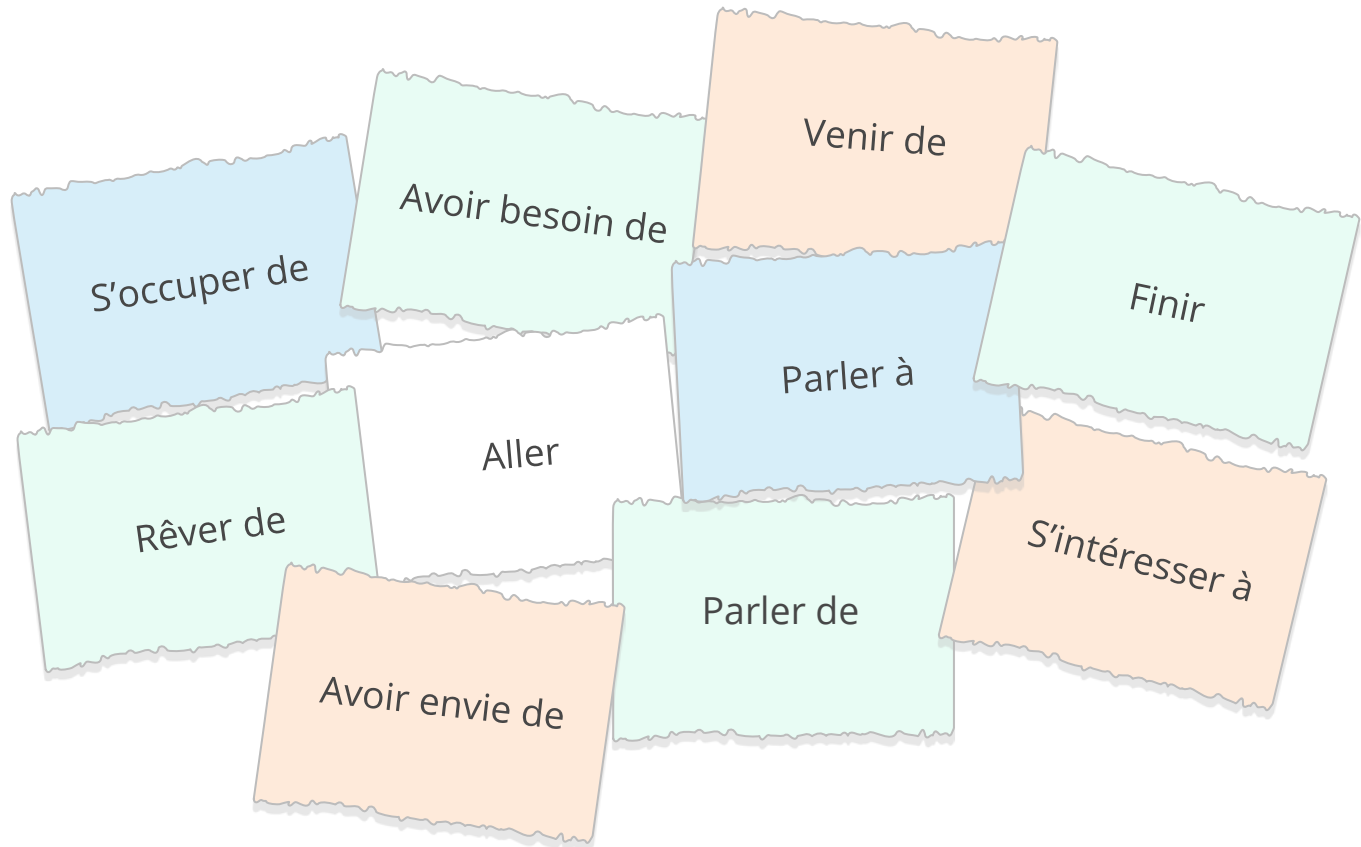 Venir de
Avoir besoin de
S’occuper de
Finir
Parler à
Aller
Rêver de
S’intéresser à
Parler de
Avoir envie de